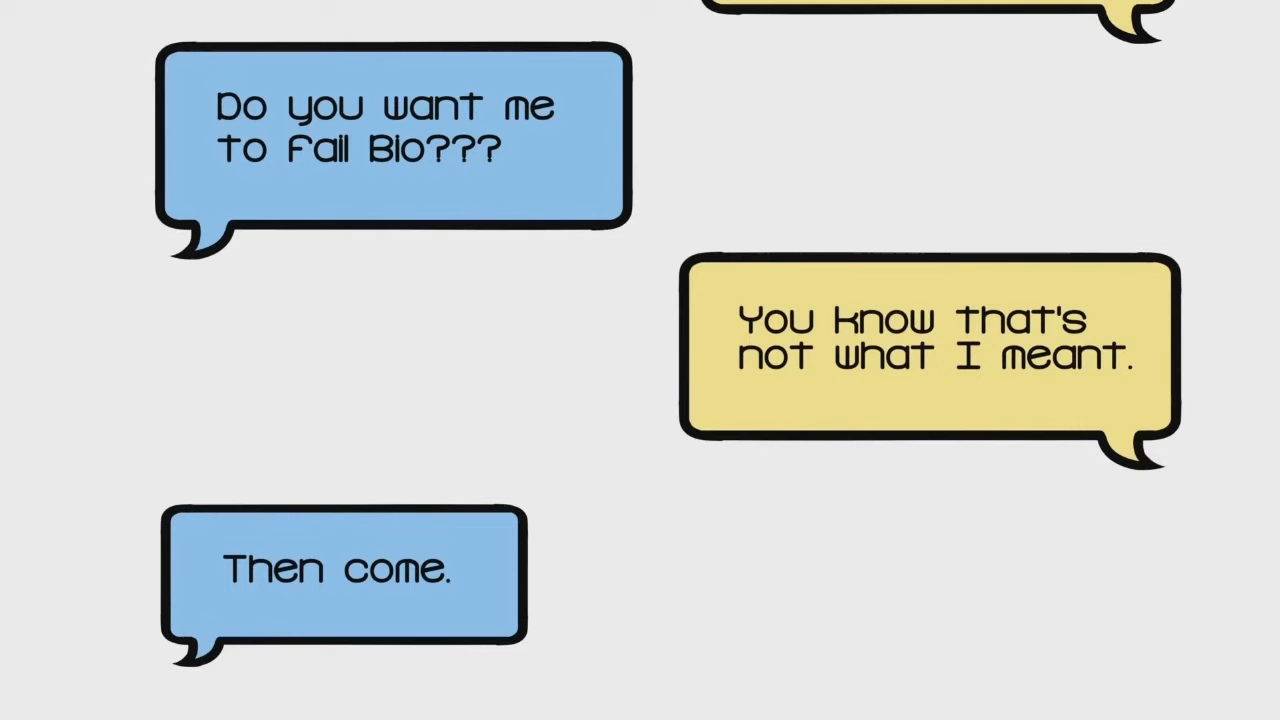 Do you want me
to fail Bio???
You know that's
not what I meant.
Then come.